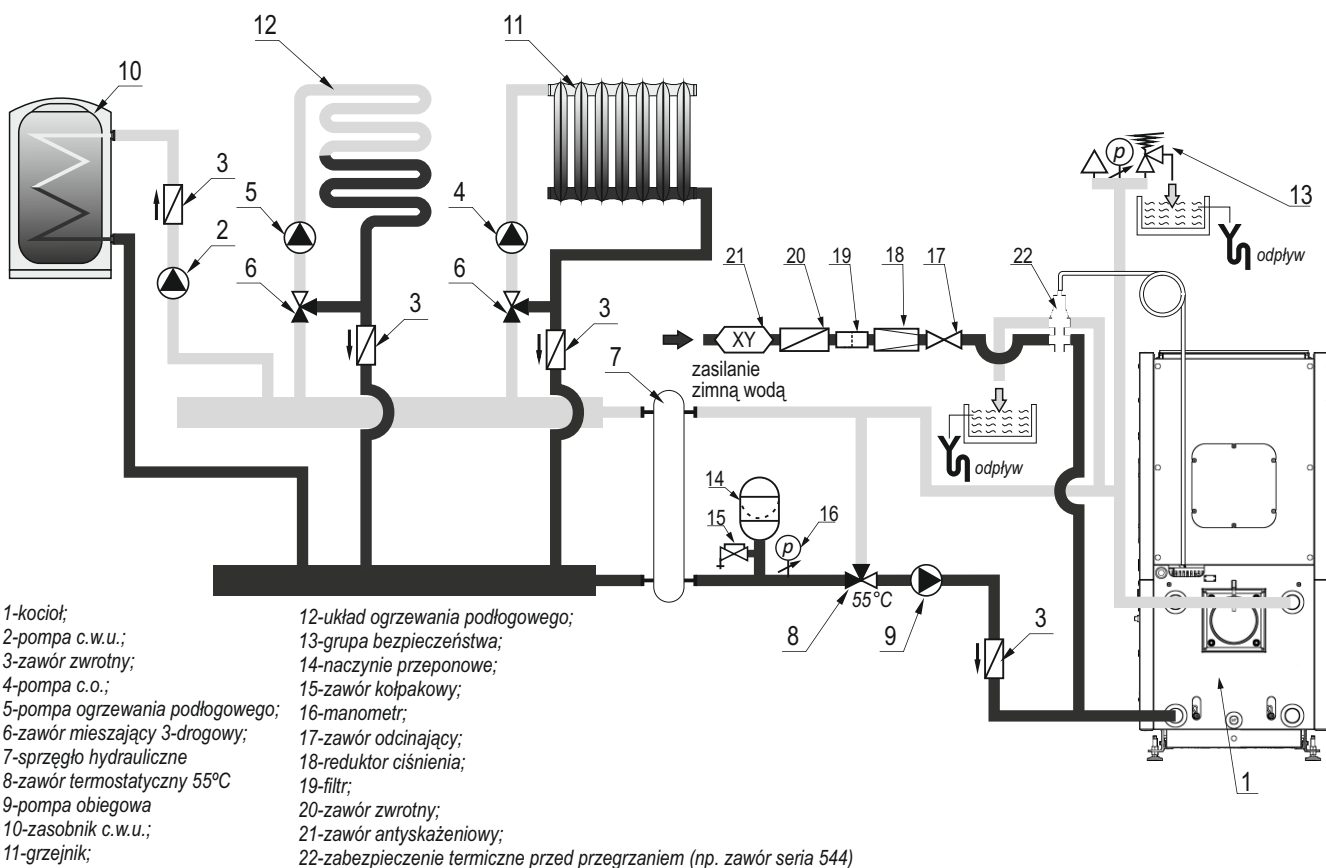 12
11
10
3
5
4
2
6
6
3
3
7
21
20
19
18
17
22
13
p
odpływ
XY
zasilanie
zimną wodą
odpływ
14
15
16
p
55°C
8
9
3
1
1-kocioł;
2-pompa c.w.u.;
3-zawór zwrotny;
4-pompa c.o.;
5-pompa ogrzewania podłogowego;
6-zawór mieszający 3-drogowy;
7-sprzęgło hydrauliczne
8-zawór termostatyczny 55ºC
9-pompa obiegowa
10-zasobnik c.w.u.;
11-grzejnik;
12-układ ogrzewania podłogowego;
13-grupa bezpieczeństwa;
14-naczynie przeponowe;
15-zawór kołpakowy;
16-manometr;
17-zawór odcinający;
18-reduktor ciśnienia;
19-filtr;
20-zawór zwrotny;
21-zawór antyskażeniowy;
22-zabezpieczenie termiczne przed przegrzaniem (np. zawór seria 544)